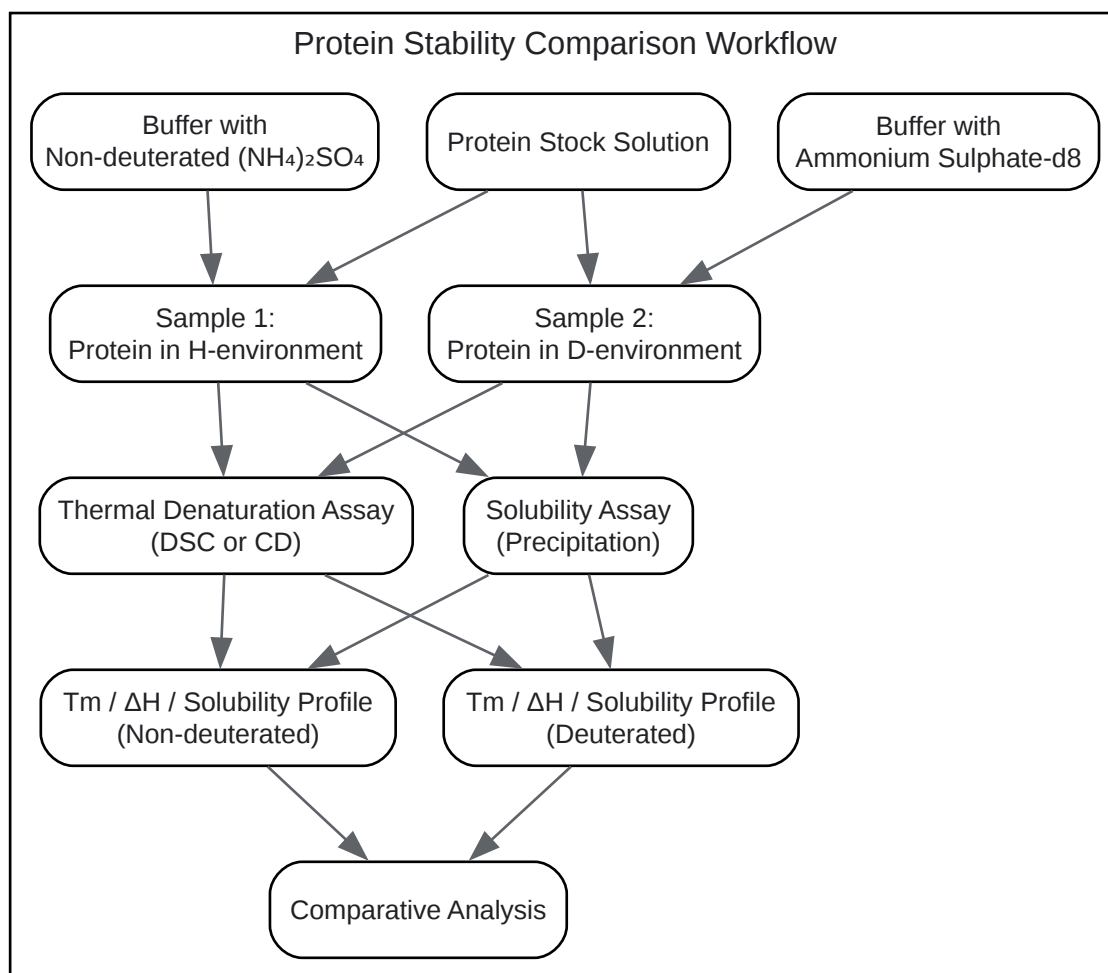 Protein Stability Comparison Workflow
Buffer with
Non-deuterated (NH₄)₂SO₄
Protein Stock Solution
Buffer with
Ammonium Sulphate-d8
Sample 1:
Protein in H-environment
Sample 2:
Protein in D-environment
Thermal Denaturation Assay
(DSC or CD)
Solubility Assay
(Precipitation)
Tm / ΔH / Solubility Profile
(Non-deuterated)
Tm / ΔH / Solubility Profile
(Deuterated)
Comparative Analysis